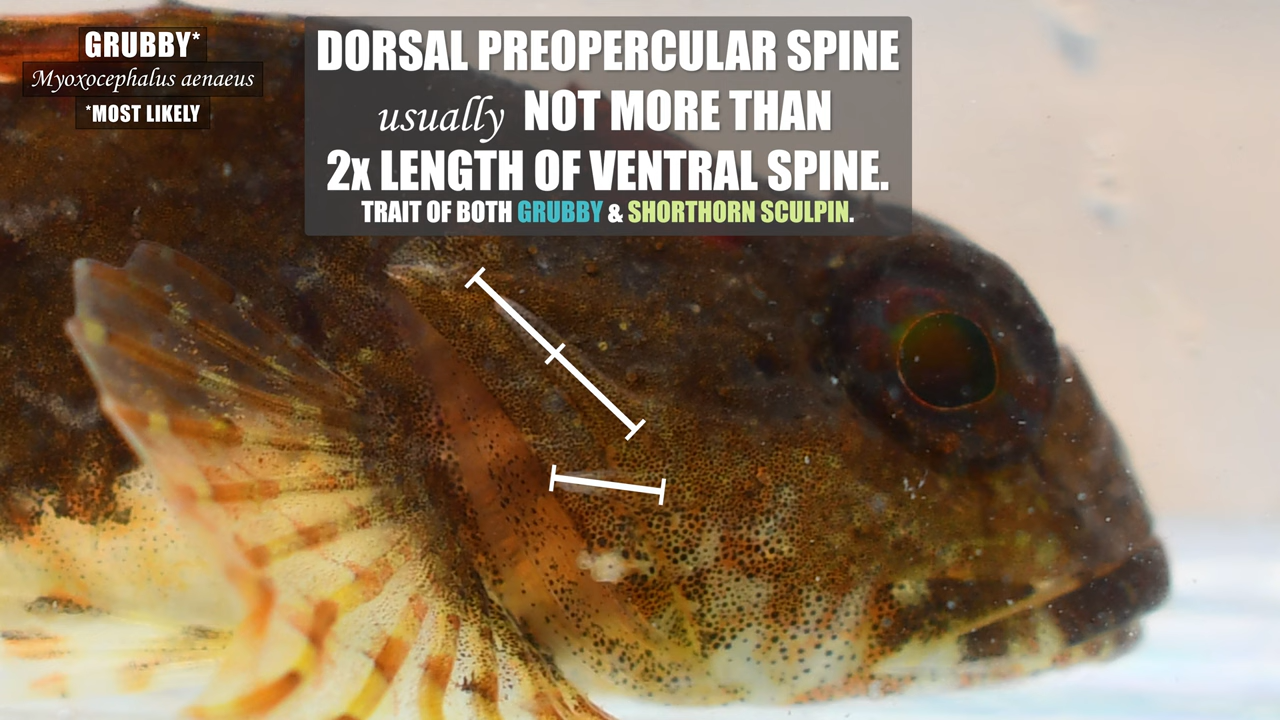 GRUBBY*
Myoxocephalus aenaeus
*MOST LIKELY
DORSAL PREOPERCULAR SPINE
usually NOT MORE THAN
2x LENGTH OF VENTRAL SPINE.
TRAIT OF BOTH GRUBBY & SHORTHORN SCULPIN.